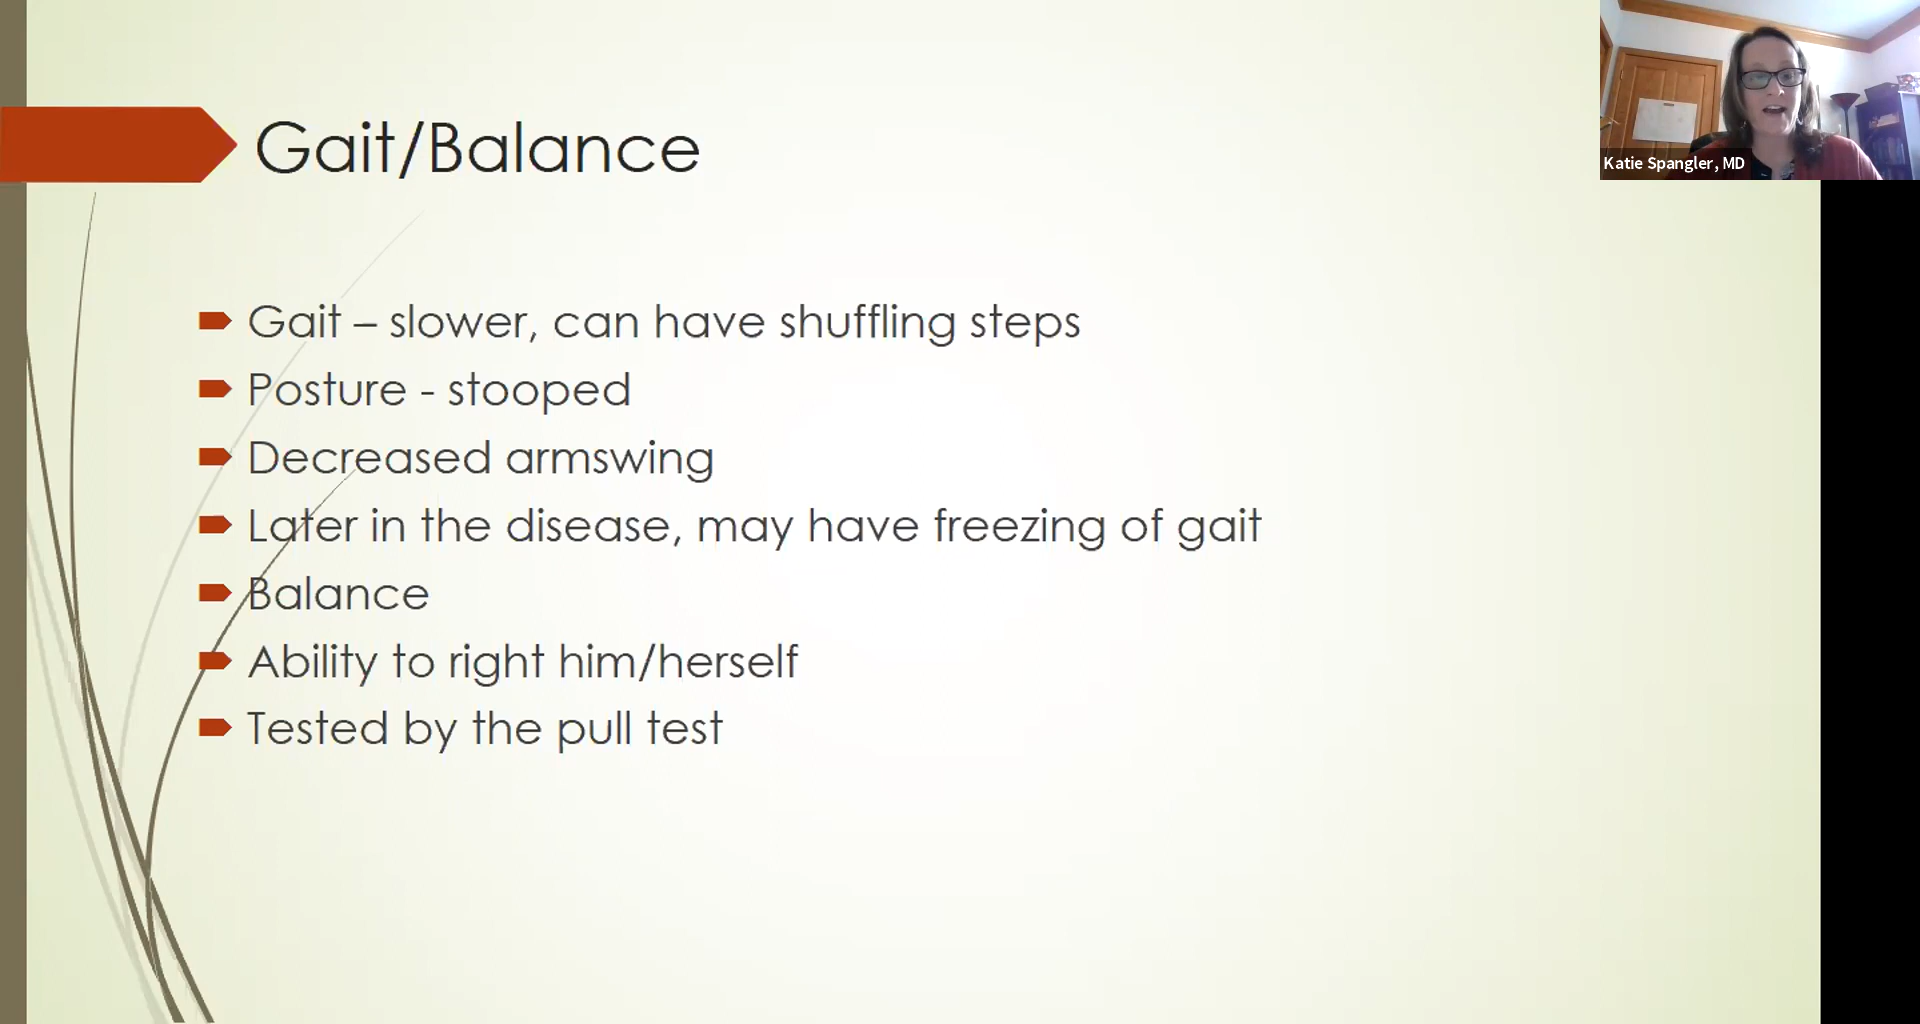 Gait/Balance
Katie Spangler, MD
Gait – slower, can have shuffling steps
Posture - stooped
Decreased armswing
Later in the disease, may have freezing of gait
Balance
Ability to right him/herself
Tested by the pull test